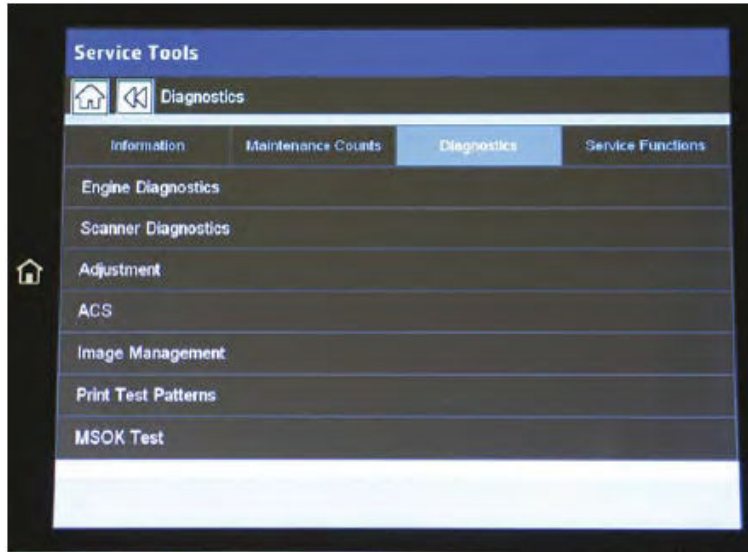 Service Tools
Diagnostics
Information Maintenance Counts Diagnostics Service Functions
Engine Diagnostics
Scanner Diagnostics
Adjustment
ACS
Image Management
Print Test Patterns
MSOK Test